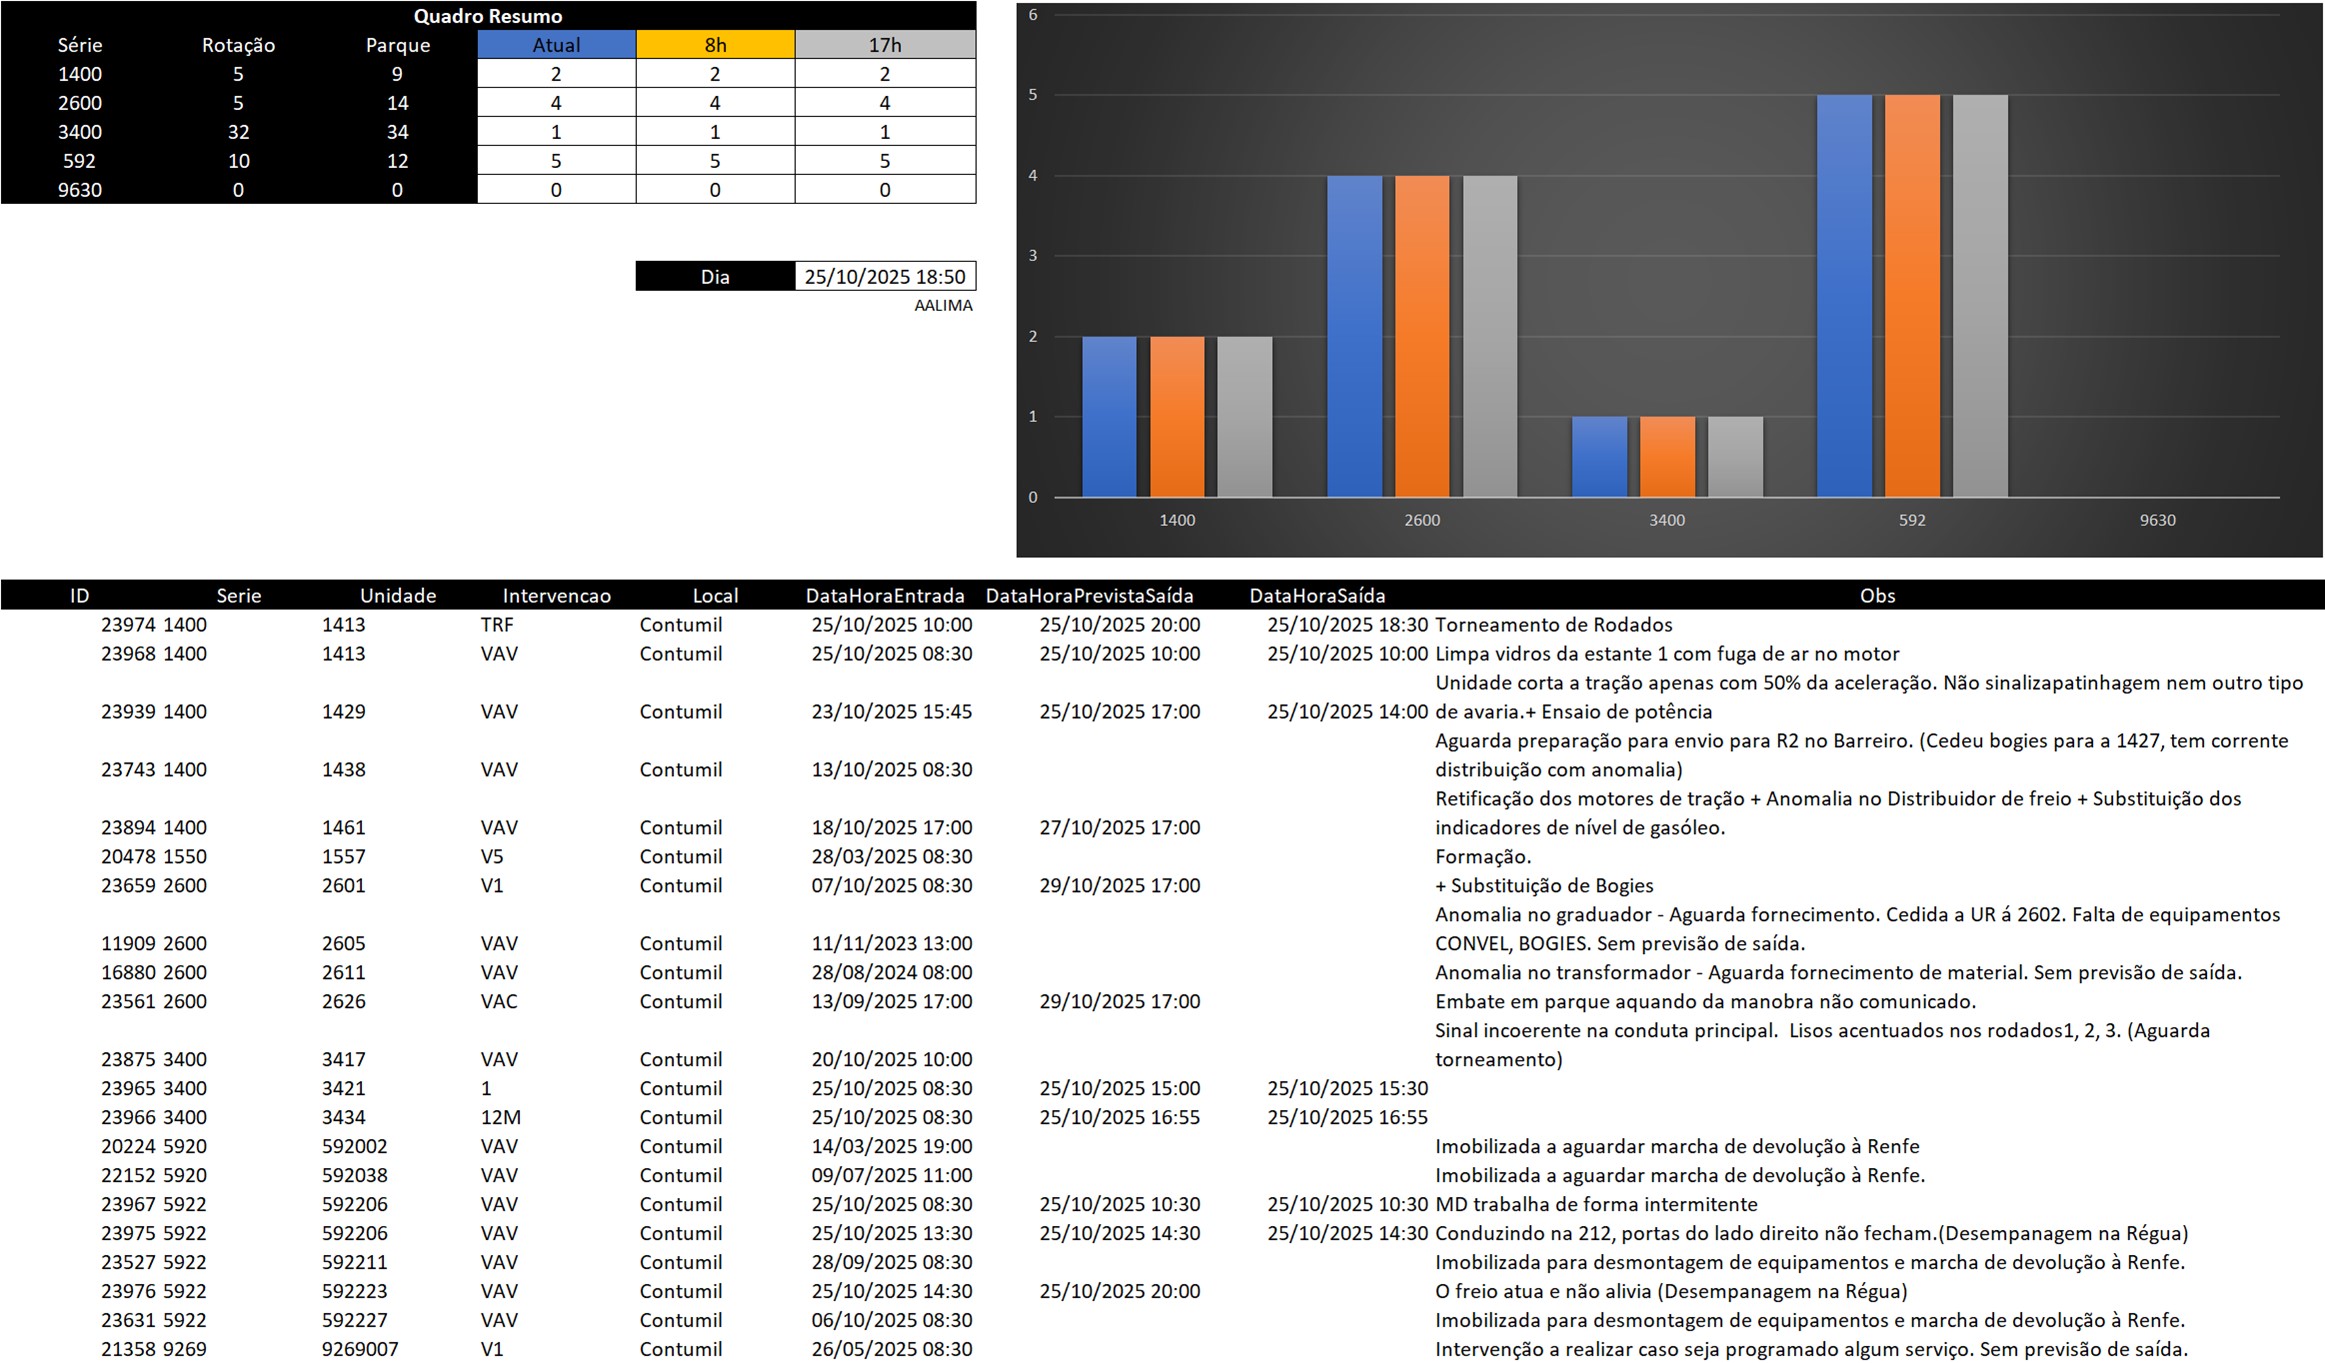 Quadro Resumo
Série Rotação Parque Atual 8h 17h
1400 5 9 2 2 2
2600 5 14 4 4 4
3400 32 34 1 1 1
592 10 12 5 5 5
9630 0 0 0 0 0
Dia 25/10/2025 18:50
AALIMA
6
5
4
3
2
1
0
1400 2600 3400 592 9630
ID Serie Unidade Intervencao Local DataHoraEntrada DataHoraPrevistaSaída DataHoraSaída Obs
23974 1400 1413 TRF Contumil 25/10/2025 10:00 25/10/2025 20:00 25/10/2025 18:30 Torneamento de Rodados
23968 1400 1413 VAV Contumil 25/10/2025 08:30 25/10/2025 10:00 25/10/2025 10:00 Limpa vidros da estante 1 com fuga de ar no motor
Unidade corta a tração apenas com 50% da aceleração. Não sinalizapatinhagem nem outro tipo
23939 1400 1429 VAV Contumil 23/10/2025 15:45 25/10/2025 17:00 25/10/2025 14:00 de avaria.+ Ensaio de potência
Aguarda preparação para envio para R2 no Barreiro. (Cedeu bogies para a 1427, tem corrente
23743 1400 1438 VAV Contumil 13/10/2025 08:30 distribuição com anomalia)
Retificação dos motores de tração + Anomalia no Distribuidor de freio + Substituição dos
23894 1400 1461 VAV Contumil 18/10/2025 17:00 27/10/2025 17:00 indicadores de nível de gasóleo.
20478 1550 1557 V5 Contumil 28/03/2025 08:30 Formação.
23659 2600 2601 V1 Contumil 07/10/2025 08:30 29/10/2025 17:00 + Substituição de Bogies
Anomalia no graduador - Aguarda fornecimento. Cedida a UR á 2602. Falta de equipamentos
11909 2600 2605 VAV Contumil 11/11/2023 13:00 CONVEL, BOGIES. Sem previsão de saída.
16880 2600 2611 VAV Contumil 28/08/2024 08:00 Anomalia no transformador - Aguarda fornecimento de material. Sem previsão de saída.
23561 2600 2626 VAC Contumil 13/09/2025 17:00 29/10/2025 17:00 Embate em parque aquando da manobra não comunicado.
Sinal incoerente na conduta principal.  Lisos acentuados nos rodados1, 2, 3. (Aguarda
23875 3400 3417 VAV Contumil 20/10/2025 10:00 torneamento)
23965 3400 3421 1 Contumil 25/10/2025 08:30 25/10/2025 15:00 25/10/2025 15:30
23966 3400 3434 12M Contumil 25/10/2025 08:30 25/10/2025 16:55 25/10/2025 16:55
20224 5920 592002 VAV Contumil 14/03/2025 19:00 Imobilizada a aguardar marcha de devolução à Renfe
22152 5920 592038 VAV Contumil 09/07/2025 11:00 Imobilizada a aguardar marcha de devolução à Renfe.
23967 5922 592206 VAV Contumil 25/10/2025 08:30 25/10/2025 10:30 25/10/2025 10:30 MD trabalha de forma intermitente
23975 5922 592206 VAV Contumil 25/10/2025 13:30 25/10/2025 14:30 25/10/2025 14:30 Conduzindo na 212, portas do lado direito não fecham.(Desempanagem na Régua)
23527 5922 592211 VAV Contumil 28/09/2025 08:30 Imobilizada para desmontagem de equipamentos e marcha de devolução à Renfe.
23976 5922 592223 VAV Contumil 25/10/2025 14:30 25/10/2025 20:00 O freio atua e não alivia (Desempanagem na Régua)
23631 5922 592227 VAV Contumil 06/10/2025 08:30 Imobilizada para desmontagem de equipamentos e marcha de devolução à Renfe.
21358 9269 9269007 V1 Contumil 26/05/2025 08:30 Intervenção a realizar caso seja programado algum serviço. Sem previsão de saída.